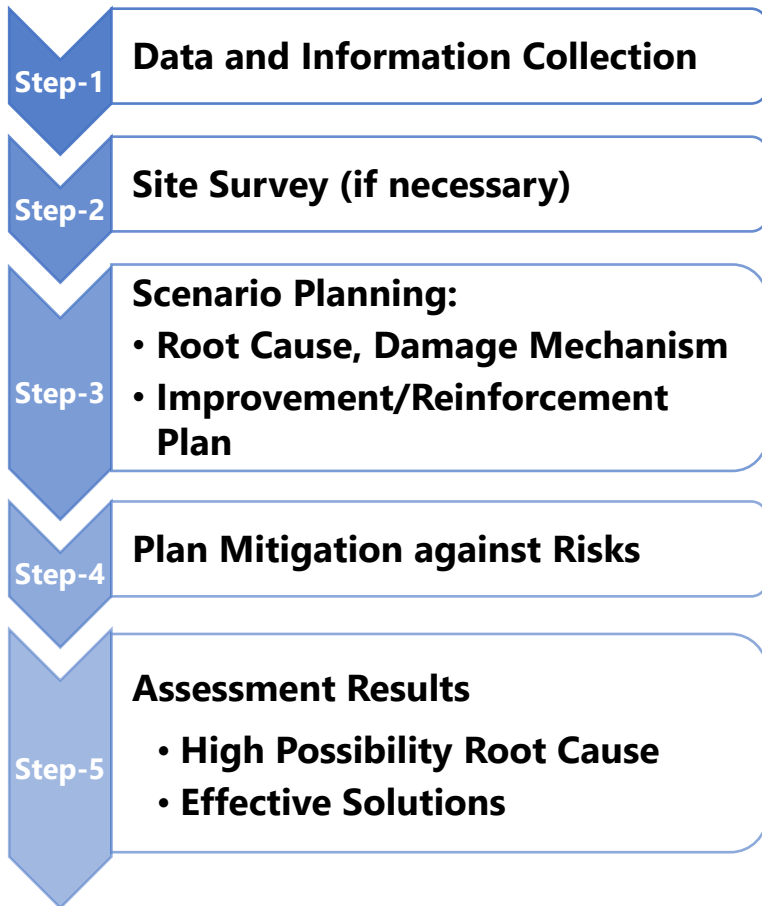 Step-1
Data and Information Collection
Step-2
Site Survey (if necessary)
Step-3
Scenario Planning:
• Root Cause, Damage Mechanism
• Improvement/Reinforcement
Plan
Step-4
Plan Mitigation against Risks
Step-5
Assessment Results
• High Possibility Root Cause
• Effective Solutions